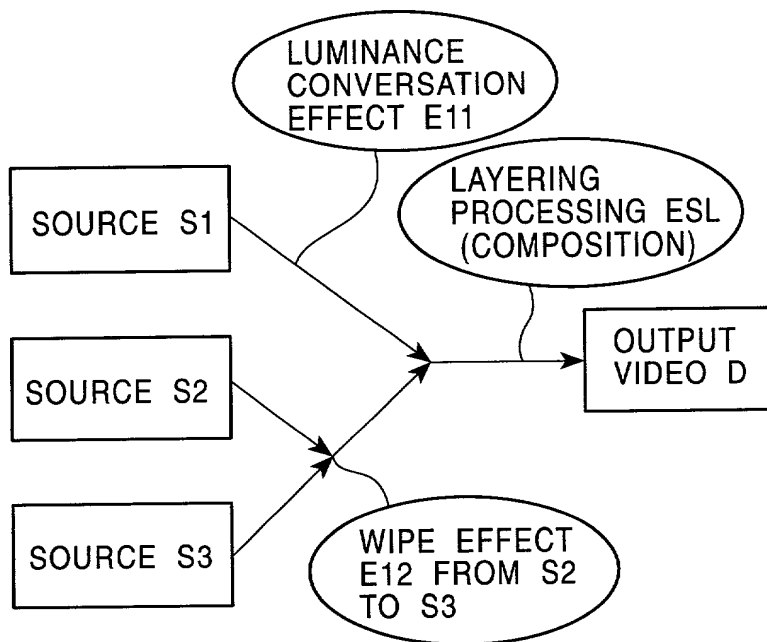 LUMINANCE
CONVERSATION
EFFECT E11
LAYERING
PROCESSING ESL
(COMPOSITION)
SOURCE S1
OUTPUT
VIDEO D
SOURCE S2
SOURCE S3
WIPE EFFECT
E12 FROM S2
TO S3